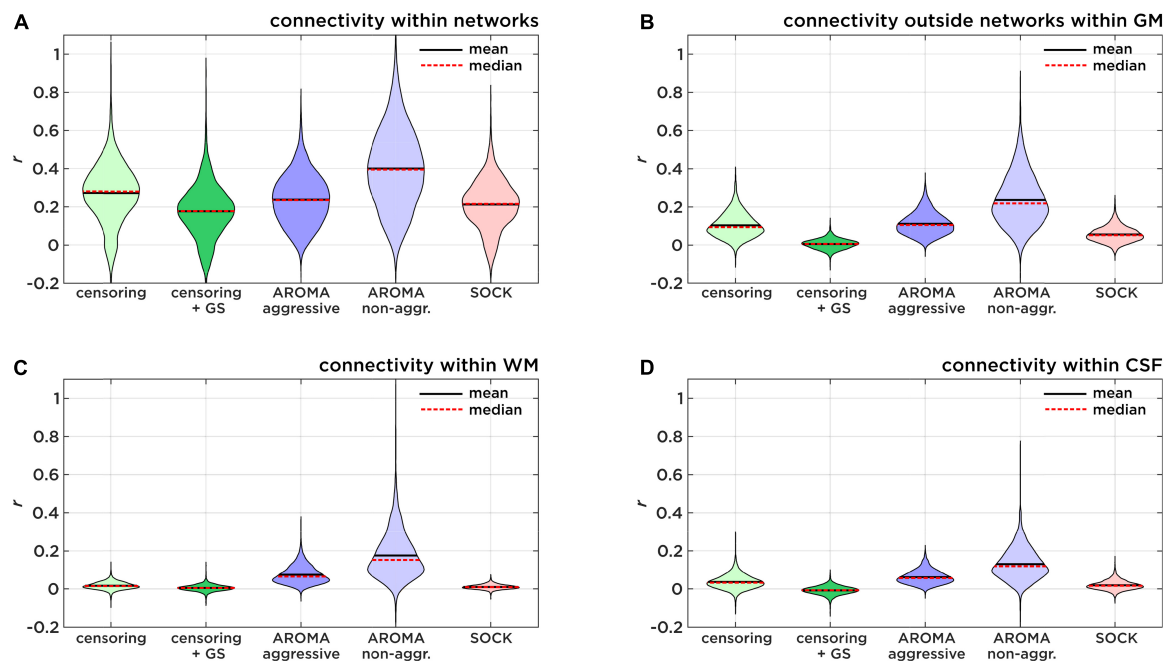 A
connectivity within networks
mean
median
1
0.8
0.6
0.4
0.2
0
-0.2
r
censoring
censoring
+ GS
AROMA
aggressive
AROMA
non-aggr.
SOCK
B
connectivity outside networks within GM
mean
median
1
0.8
0.6
0.4
0.2
0
-0.2
r
censoring
censoring
+ GS
AROMA
aggressive
AROMA
non-aggr.
SOCK
C
connectivity within WM
mean
median
1
0.8
0.6
0.4
0.2
0
-0.2
r
censoring
censoring
+ GS
AROMA
aggressive
AROMA
non-aggr.
SOCK
D
connectivity within CSF
mean
median
1
0.8
0.6
0.4
0.2
0
-0.2
r
censoring
censoring
+ GS
AROMA
aggressive
AROMA
non-aggr.
SOCK